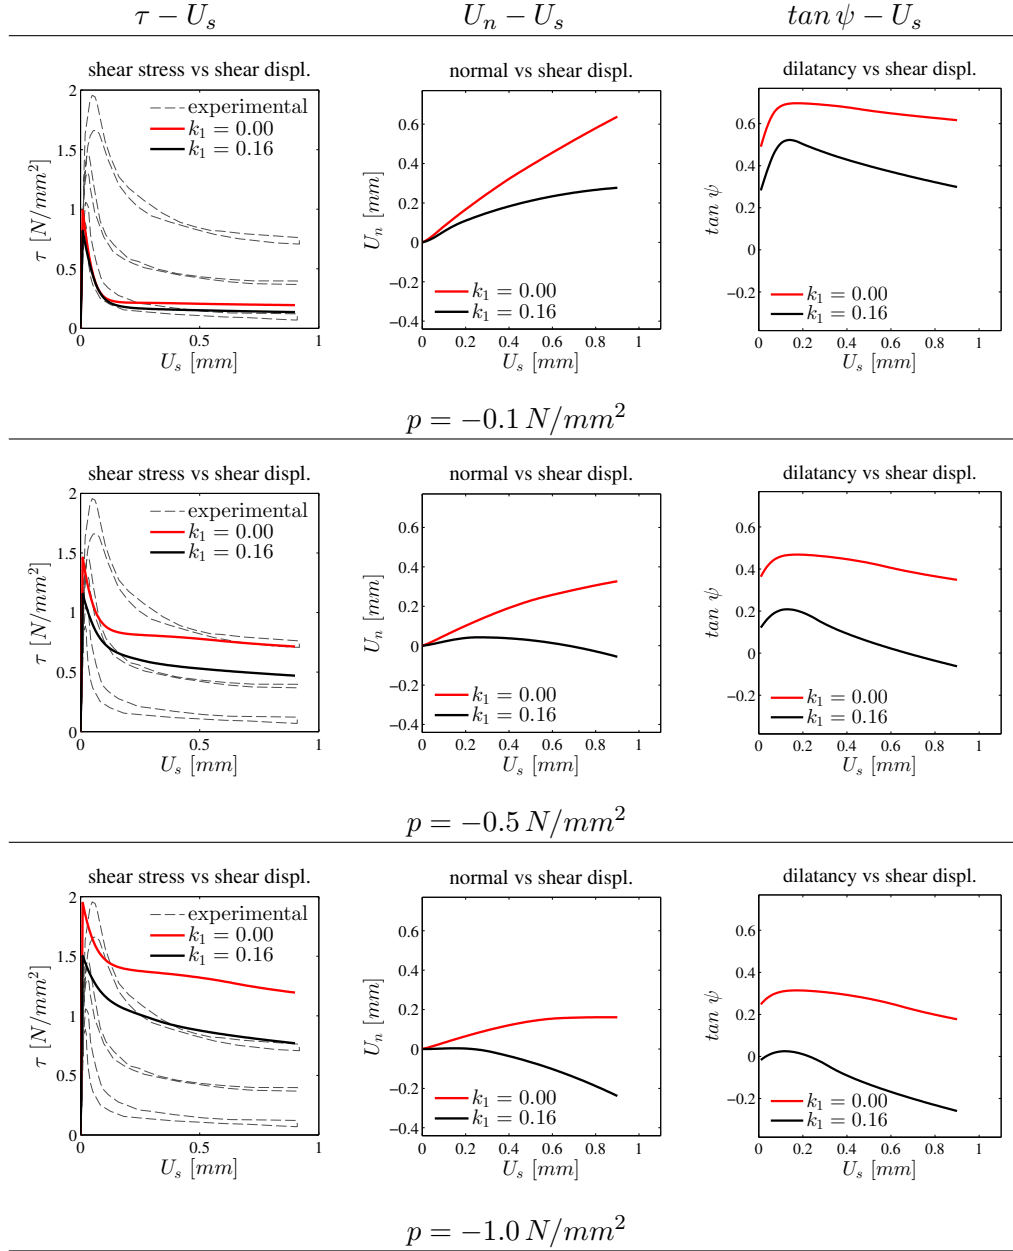 τ − U_s    U_n − U_s    tan ψ − U_s
shear stress vs shear displ.
2
1.5
1
0.5
0
τ [N/mm²]
experimental
k₁ = 0.00
k₁ = 0.16
0 0.5 1
U_s [mm]
normal vs shear displ.
0.6
0.4
0.2
0
−0.2
−0.4
U_n [mm]
k₁ = 0.00
k₁ = 0.16
0 0.2 0.4 0.6 0.8 1
U_s [mm]
dilatancy vs shear displ.
0.6
0.4
0.2
0
−0.2
tan ψ
k₁ = 0.00
k₁ = 0.16
0 0.2 0.4 0.6 0.8 1
U_s [mm]
p = −0.1 N/mm²
shear stress vs shear displ.
2
1.5
1
0.5
0
τ [N/mm²]
experimental
k₁ = 0.00
k₁ = 0.16
0 0.5 1
U_s [mm]
normal vs shear displ.
0.6
0.4
0.2
0
−0.2
−0.4
U_n [mm]
k₁ = 0.00
k₁ = 0.16
0 0.2 0.4 0.6 0.8 1
U_s [mm]
dilatancy vs shear displ.
0.6
0.4
0.2
0
−0.2
tan ψ
k₁ = 0.00
k₁ = 0.16
0 0.2 0.4 0.6 0.8 1
U_s [mm]
p = −0.5 N/mm²
shear stress vs shear displ.
2
1.5
1
0.5
0
τ [N/mm²]
experimental
k₁ = 0.00
k₁ = 0.16
0 0.5 1
U_s [mm]
normal vs shear displ.
0.6
0.4
0.2
0
−0.2
−0.4
U_n [mm]
k₁ = 0.00
k₁ = 0.16
0 0.2 0.4 0.6 0.8 1
U_s [mm]
dilatancy vs shear displ.
0.6
0.4
0.2
0
−0.2
tan ψ
k₁ = 0.00
k₁ = 0.16
0 0.2 0.4 0.6 0.8 1
U_s [mm]
p = −1.0 N/mm²